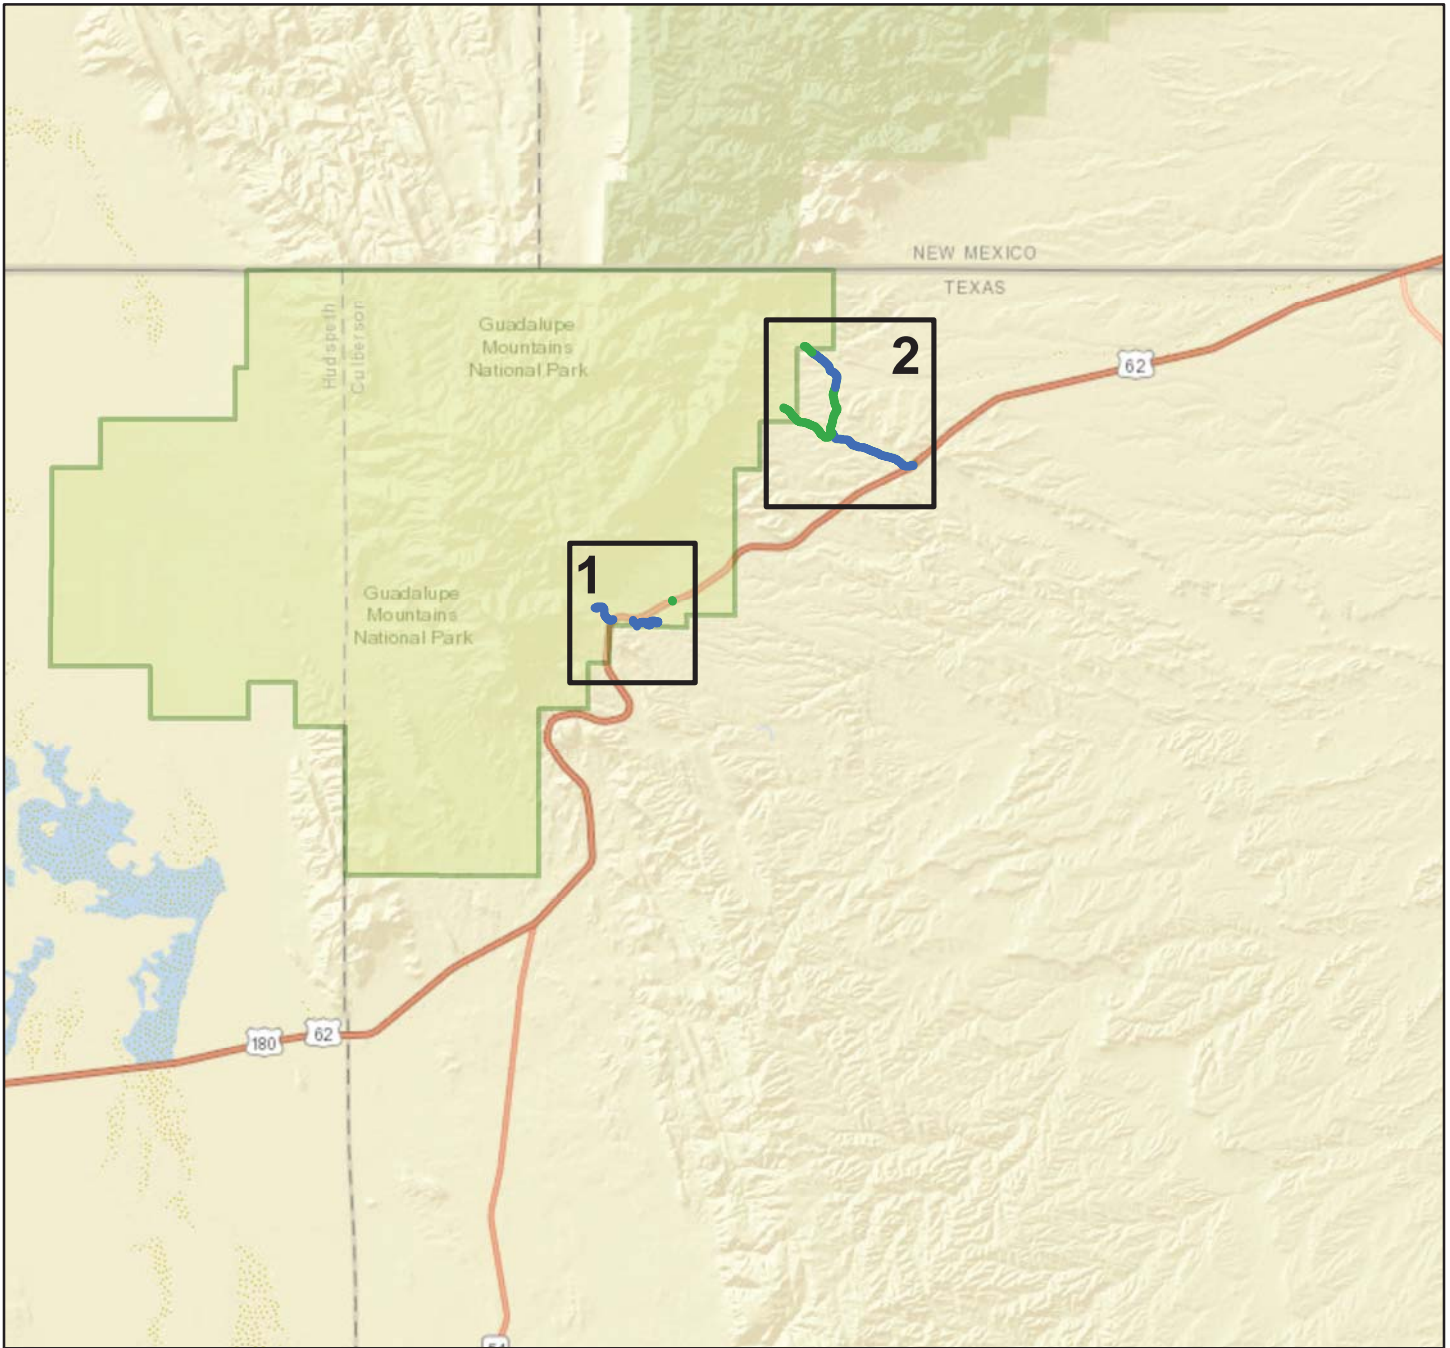 NEW MEXICO
TEXAS
Hudspeth
Culberson
Guadalupe
Mountains
National Park
2
62
1
Guadalupe
Mountains
National Park
180
62